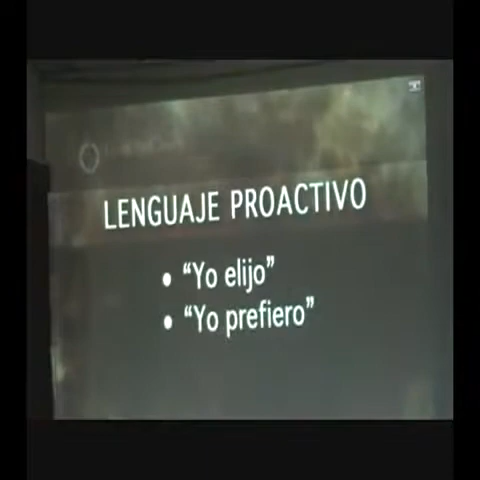 LENGUAJE PROACTIVO
• “Yo elijo”
• “Yo prefiero”